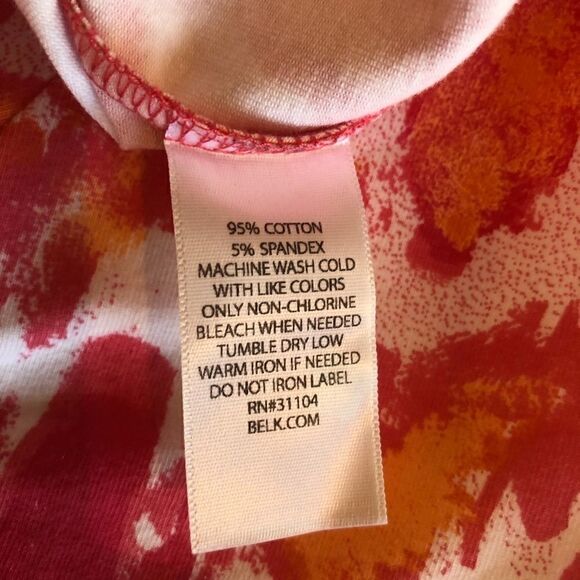 95% COTTON
5% SPANDEX
MACHINE WASH COLD
WITH LIKE COLORS
ONLY NON-CHLORINE
BLEACH WHEN NEEDED
TUMBLE DRY LOW
WARM IRON IF NEEDED
DO NOT IRON LABEL
RN#31104
BELK.COM